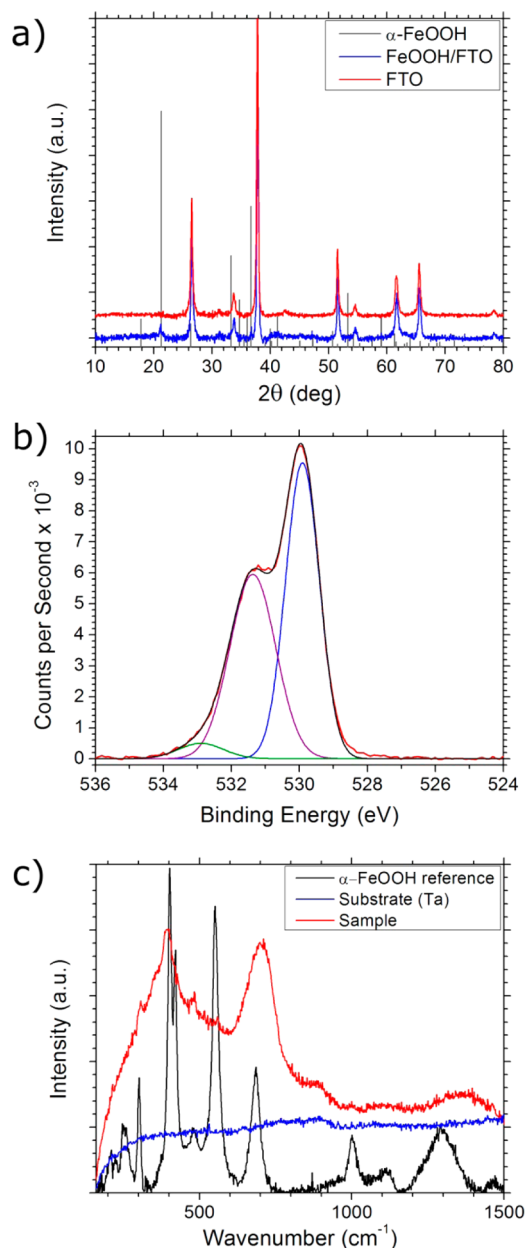 a)
α-FeOOH
FeOOH/FTO
FTO
Intensity (a.u.)
10 20 30 40 50 60 70 80
2θ (deg)
b)
10
9
8
7
6
5
4
3
2
1
0
Counts per Second x 10⁻³
536 534 532 530 528 526 524
Binding Energy (eV)
c)
α–FeOOH reference
Substrate (Ta)
Sample
Intensity (a.u.)
500 1000 1500
Wavenumber (cm⁻¹)